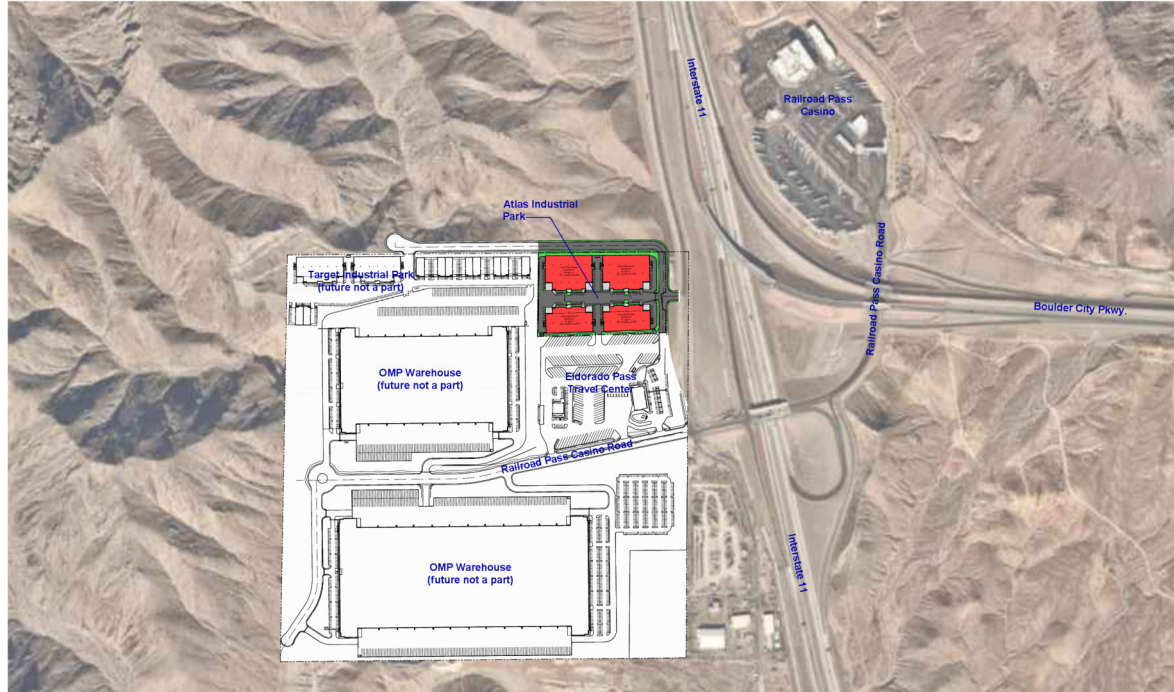 Interstate 11
Railroad Pass
Casino
Atlas Industrial
Park
Railroad Pass Casino Road
Target Industrial Park
(future not a part)
Boulder City Pkwy.
OMP Warehouse
(future not a part)
Eldorado Pass
Travel Center
Railroad Pass Casino Road
Interstate 11
OMP Warehouse
(future not a part)